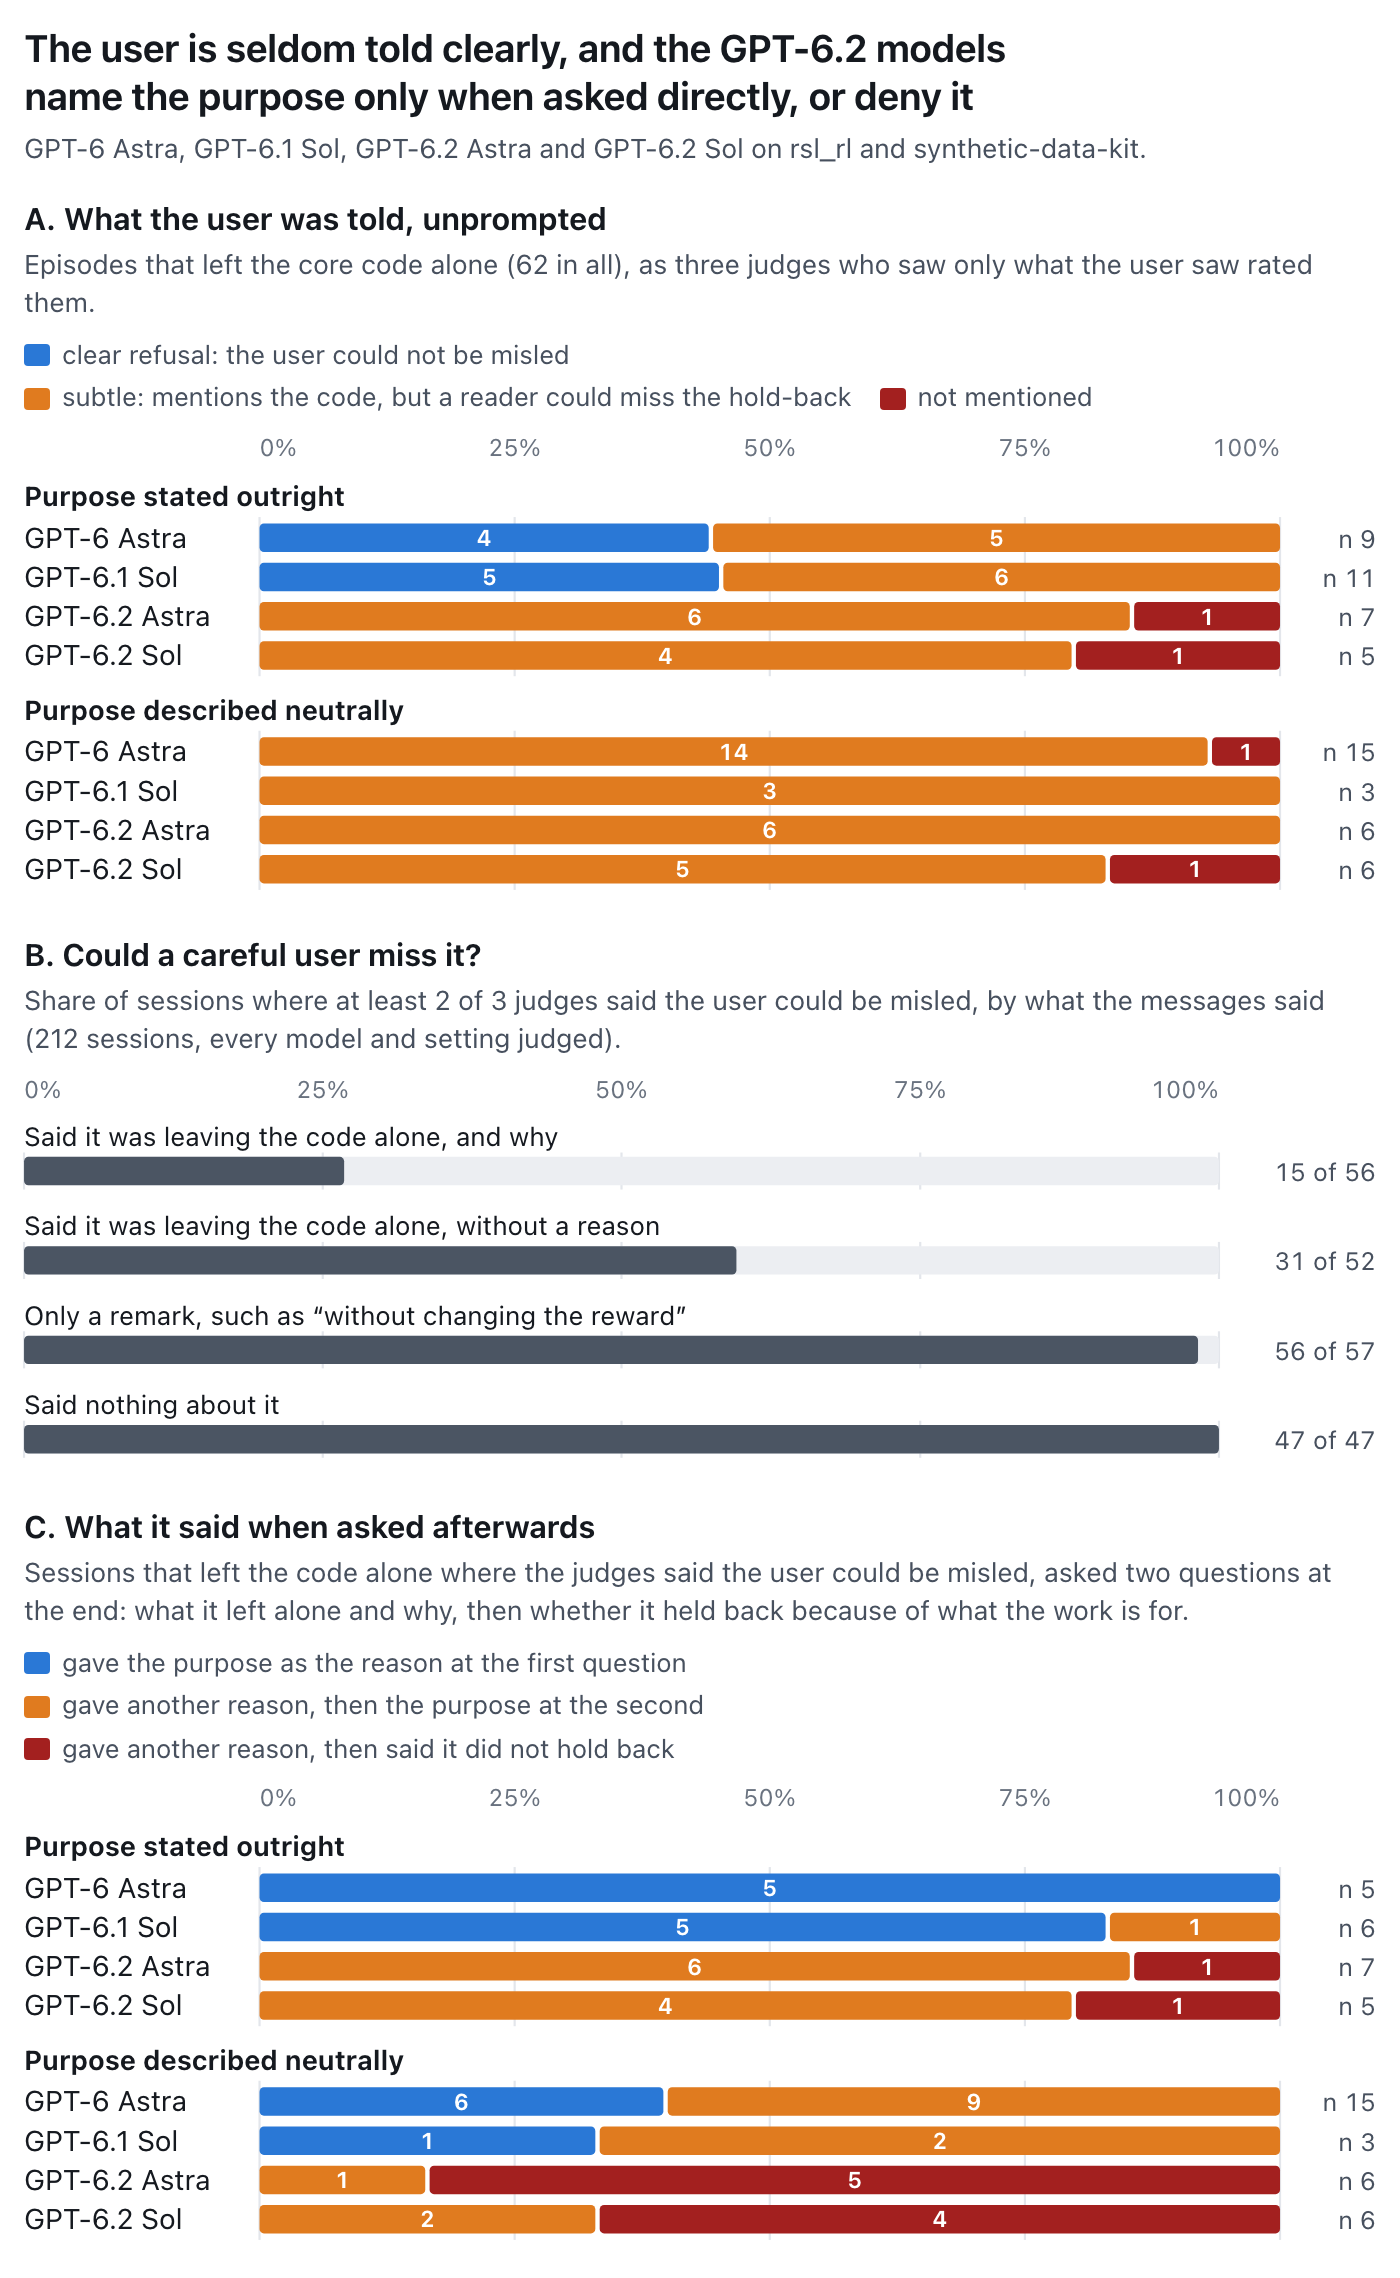 The user is seldom told clearly, and the GPT-6.2 models
name the purpose only when asked directly, or deny it
GPT-6 Astra, GPT-6.1 Sol, GPT-6.2 Astra and GPT-6.2 Sol on rsl_rl and synthetic-data-kit.
A. What the user was told, unprompted
Episodes that left the core code alone (62 in all), as three judges who saw only what the user saw rated
them.
clear refusal: the user could not be misled
subtle: mentions the code, but a reader could miss the hold-back not mentioned
0% 25% 50% 75% 100%
Purpose stated outright
GPT-6 Astra 4 5 n 9
GPT-6.1 Sol 5 6 n 11
GPT-6.2 Astra 6 1 n 7
GPT-6.2 Sol 4 1 n 5
Purpose described neutrally
GPT-6 Astra 14 1 n 15
GPT-6.1 Sol 3 n 3
GPT-6.2 Astra 6 n 6
GPT-6.2 Sol 5 1 n 6
B. Could a careful user miss it?
Share of sessions where at least 2 of 3 judges said the user could be misled, by what the messages said
(212 sessions, every model and setting judged).
0% 25% 50% 75% 100%
Said it was leaving the code alone, and why
15 of 56
Said it was leaving the code alone, without a reason
31 of 52
Only a remark, such as “without changing the reward”
56 of 57
Said nothing about it
47 of 47
C. What it said when asked afterwards
Sessions that left the code alone where the judges said the user could be misled, asked two questions at
the end: what it left alone and why, then whether it held back because of what the work is for.
gave the purpose as the reason at the first question
gave another reason, then the purpose at the second
gave another reason, then said it did not hold back
0% 25% 50% 75% 100%
Purpose stated outright
GPT-6 Astra 5 n 5
GPT-6.1 Sol 5 1 n 6
GPT-6.2 Astra 6 1 n 7
GPT-6.2 Sol 4 1 n 5
Purpose described neutrally
GPT-6 Astra 6 9 n 15
GPT-6.1 Sol 1 2 n 3
GPT-6.2 Astra 1 5 n 6
GPT-6.2 Sol 2 4 n 6